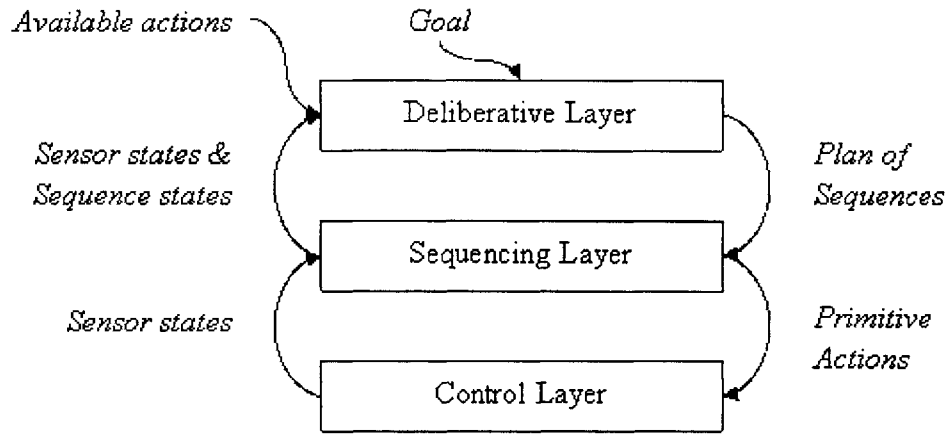 Available actions
Goal
Deliberative Layer
Sensor states &
Sequence states
Plan of
Sequences
Sequencing Layer
Sensor states
Primitive
Actions
Control Layer